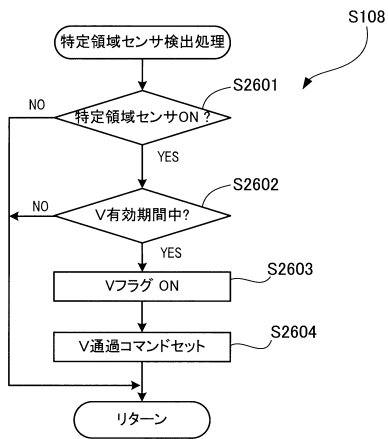 特定領域センサ検出処理
S108
S2601
NO
特定領域センサON?
YES
S2602
NO
V有効期間中?
YES
S2603
Vフラグ ON
S2604
V通過コマンドセット
リターン